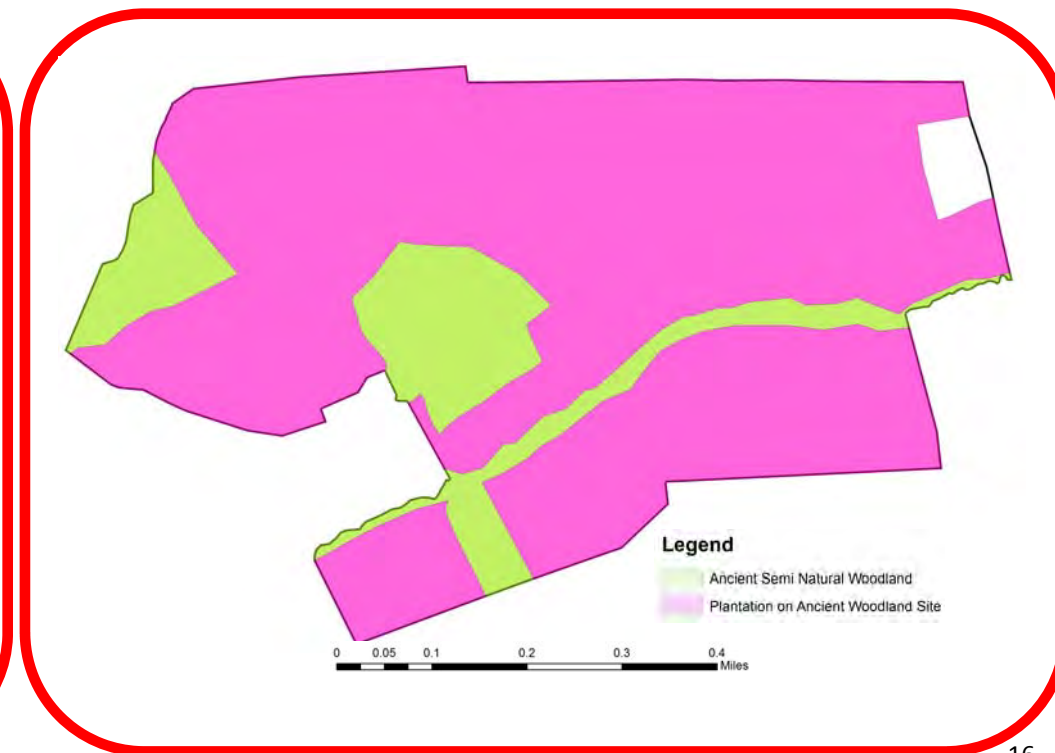 Legend
Ancient Semi Natural Woodland
Plantation on Ancient Woodland Site
0 0.05 0.1 0.2 0.3 0.4
Miles
16